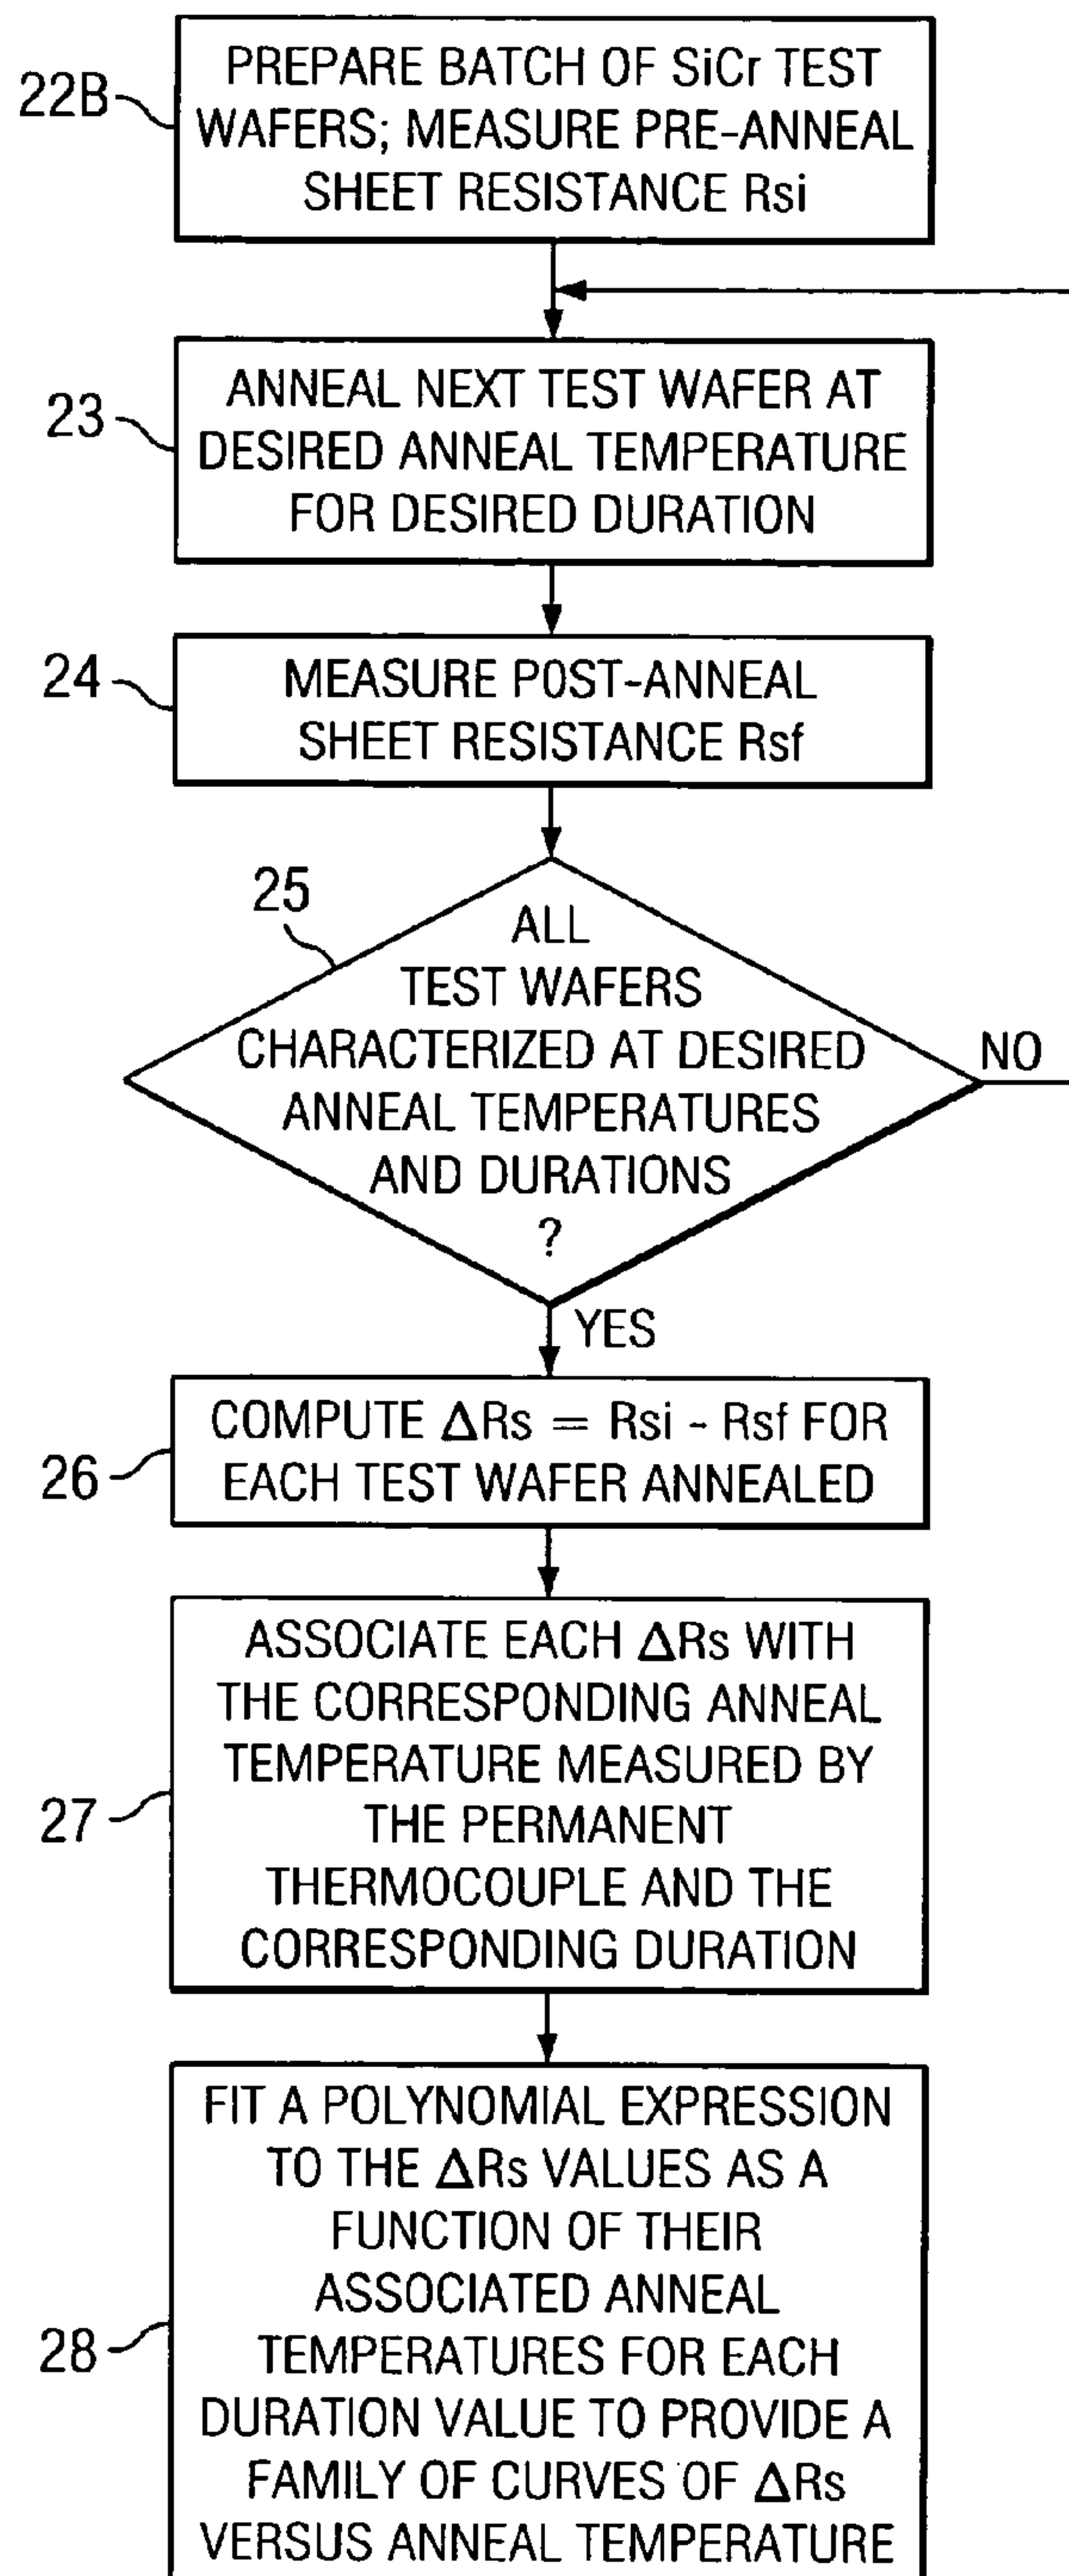 22B
PREPARE BATCH OF SiCr TEST
WAFERS; MEASURE PRE-ANNEAL
SHEET RESISTANCE Rsi
23
ANNEAL NEXT TEST WAFER AT
DESIRED ANNEAL TEMPERATURE
FOR DESIRED DURATION
24
MEASURE POST-ANNEAL
SHEET RESISTANCE Rsf
25
ALL
TEST WAFERS
CHARACTERIZED AT DESIRED
ANNEAL TEMPERATURES
AND DURATIONS
?
NO
YES
26
COMPUTE ΔRs = Rsi - Rsf FOR
EACH TEST WAFER ANNEALED
27
ASSOCIATE EACH ΔRs WITH
THE CORRESPONDING ANNEAL
TEMPERATURE MEASURED BY
THE PERMANENT
THERMOCOUPLE AND THE
CORRESPONDING DURATION
28
FIT A POLYNOMIAL EXPRESSION
TO THE ΔRs VALUES AS A
FUNCTION OF THEIR
ASSOCIATED ANNEAL
TEMPERATURES FOR EACH
DURATION VALUE TO PROVIDE A
FAMILY OF CURVES OF ΔRs
VERSUS ANNEAL TEMPERATURE